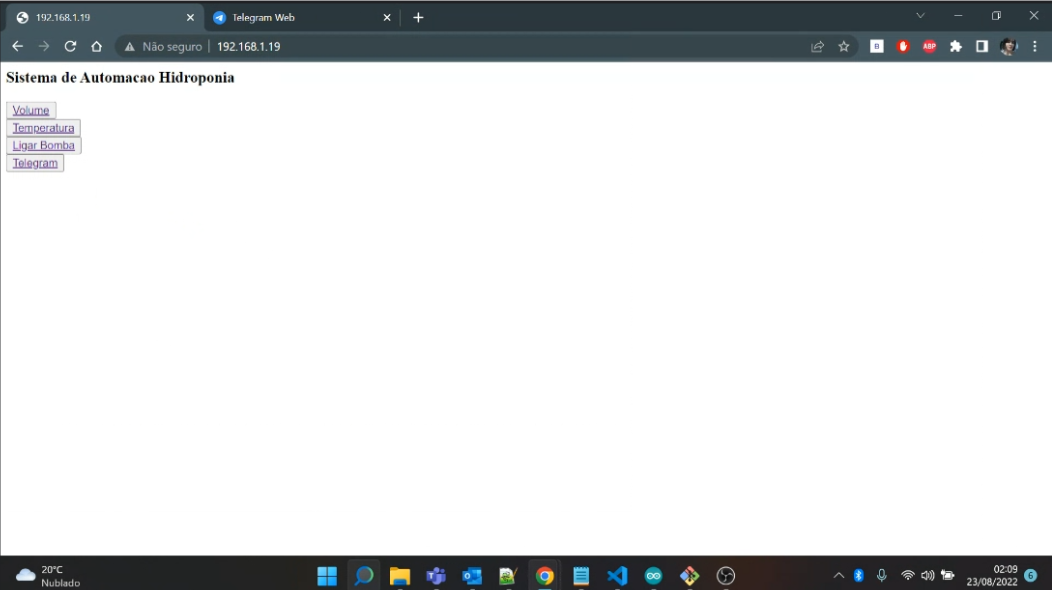 192.168.1.19
Telegram Web
Não seguro
192.168.1.19
B
ABP
Sistema de Automacao Hidroponia
Volume
Temperatura
Ligar Bomba
Telegram
20°C
Nublado
02:09
23/08/2022
6